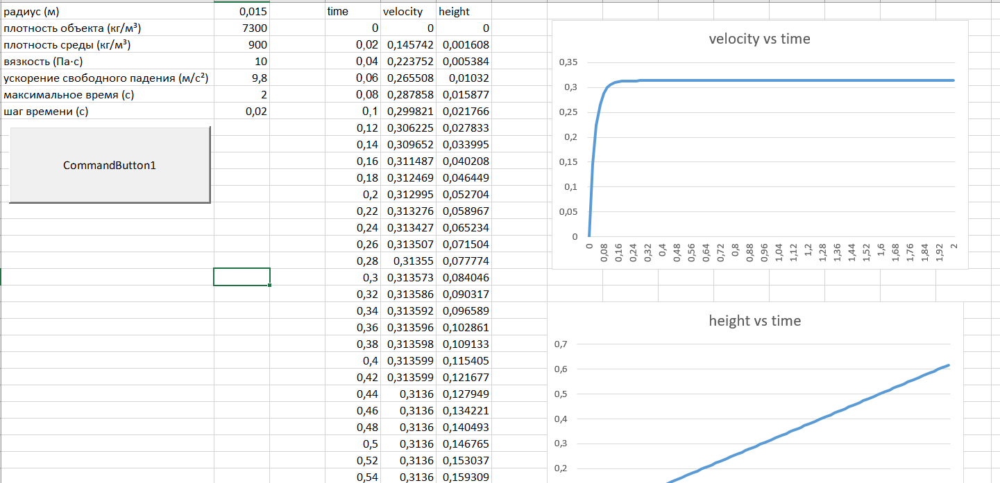 радиус (м) 0,015 time velocity height
плотность объекта (кг/м³) 7300 0 0 0
плотность среды (кг/м³) 900 0,02 0,145742 0,001608
вязкость (Па·с) 10 0,04 0,223752 0,005384
ускорение свободного падения (м/с²) 9,8 0,06 0,265508 0,01032
максимальное время (с) 2 0,08 0,287858 0,015877
шаг времени (с) 0,02 0,1 0,299821 0,021766
0,12 0,306225 0,027833
0,14 0,309652 0,033995
CommandButton1
0,16 0,311487 0,040208
0,18 0,312469 0,046449
0,2 0,312995 0,052704
0,22 0,313276 0,058967
0,24 0,313427 0,065234
0,26 0,313507 0,071504
0,28 0,31355 0,077774
0,3 0,313573 0,084046
0,32 0,313586 0,090317
0,34 0,313592 0,096589
0,36 0,313596 0,102861
0,38 0,313598 0,109133
0,4 0,313599 0,115405
0,42 0,313599 0,121677
0,44 0,3136 0,127949
0,46 0,3136 0,134221
0,48 0,3136 0,140493
0,5 0,3136 0,146765
0,52 0,3136 0,153037
0,54 0,3136 0,159309
velocity vs time
0,35
0,3
0,25
0,2
0,15
0,1
0,05
0
0 0,08 0,16 0,24 0,32 0,4 0,48 0,56 0,64 0,72 0,8 0,88 0,96 1,04 1,12 1,2 1,28 1,36 1,44 1,52 1,6 1,68 1,76 1,84 1,92 2
height vs time
0,7
0,6
0,5
0,4
0,3
0,2